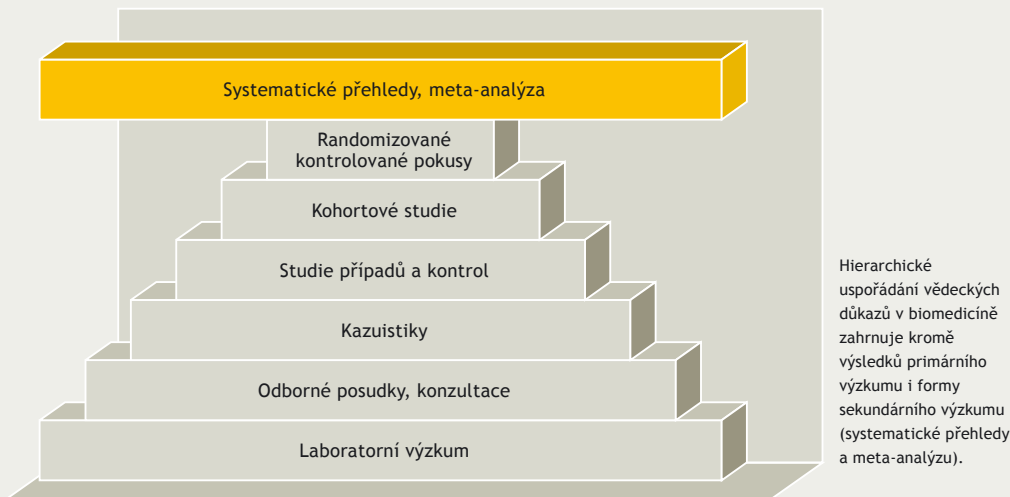 Systematické přehledy, meta-analýza
Randomizované
kontrolované pokusy
Kohortové studie
Studie případů a kontrol
Kazuistiky
Odborné posudky, konzultace
Laboratorní výzkum
Hierarchické
uspořádání vědeckých
důkazů v biomedicíně
zahrnuje kromě
výsledků primárního
výzkumu i formy
sekundárního výzkumu
(systematické přehledy
a meta-analýzu).